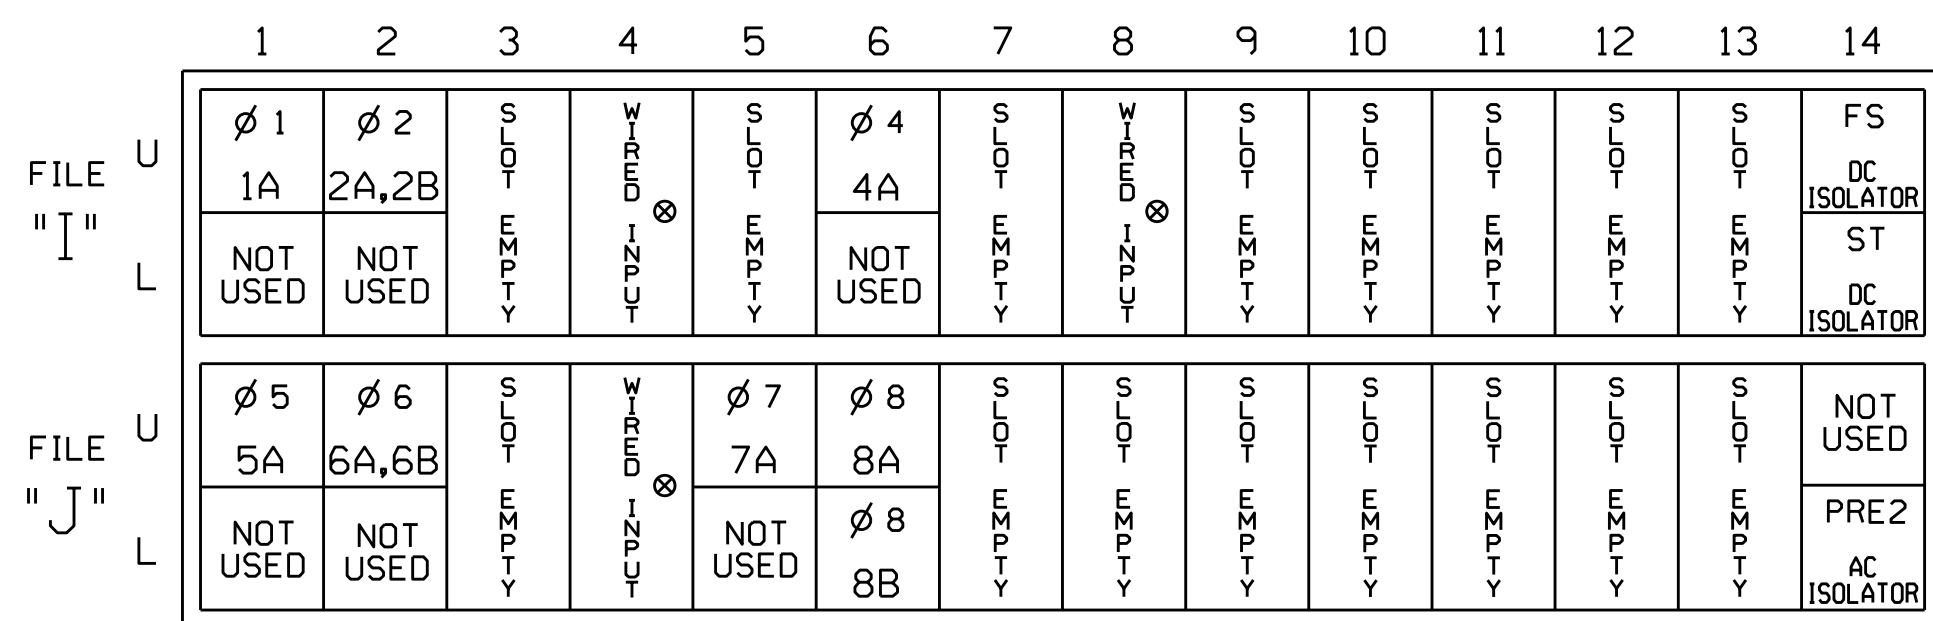 1 2 3 4 5 6 7 8 9 10 11 12 13 14
FILE "I"
U
L
Ø 1
1A
NOT USED
Ø 2
2A,2B
NOT USED
SLOT EMPTY
WIRED INPUT
SLOT EMPTY
Ø 4
4A
NOT USED
SLOT EMPTY
WIRED INPUT
SLOT EMPTY
SLOT EMPTY
SLOT EMPTY
SLOT EMPTY
SLOT EMPTY
FS
DC
ISOLATOR
ST
DC
ISOLATOR
FILE "J"
U
L
Ø 5
5A
NOT USED
Ø 6
6A,6B
NOT USED
SLOT EMPTY
WIRED INPUT
Ø 7
7A
NOT USED
Ø 8
8A
Ø 8
8B
SLOT EMPTY
SLOT EMPTY
SLOT EMPTY
SLOT EMPTY
SLOT EMPTY
SLOT EMPTY
SLOT EMPTY
NOT USED
PRE2
AC
ISOLATOR